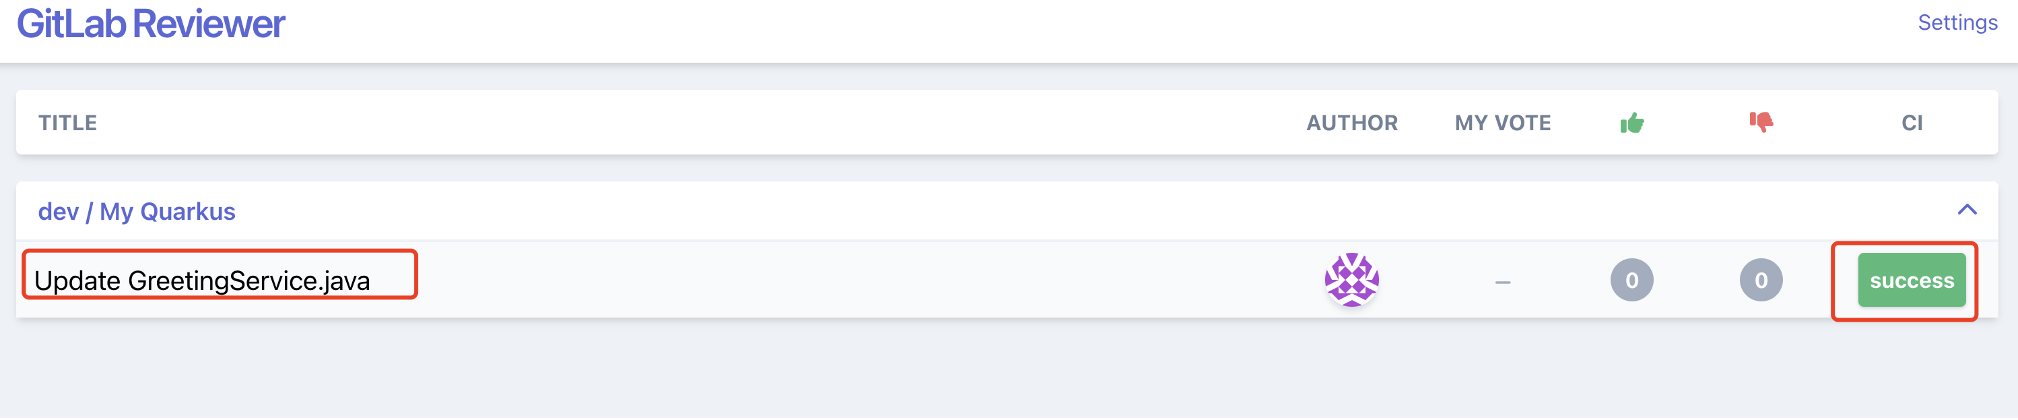 GitLab Reviewer
Settings
TITLE AUTHOR MY VOTE CI
dev / My Quarkus
Update GreetingService.java – 0 0 success